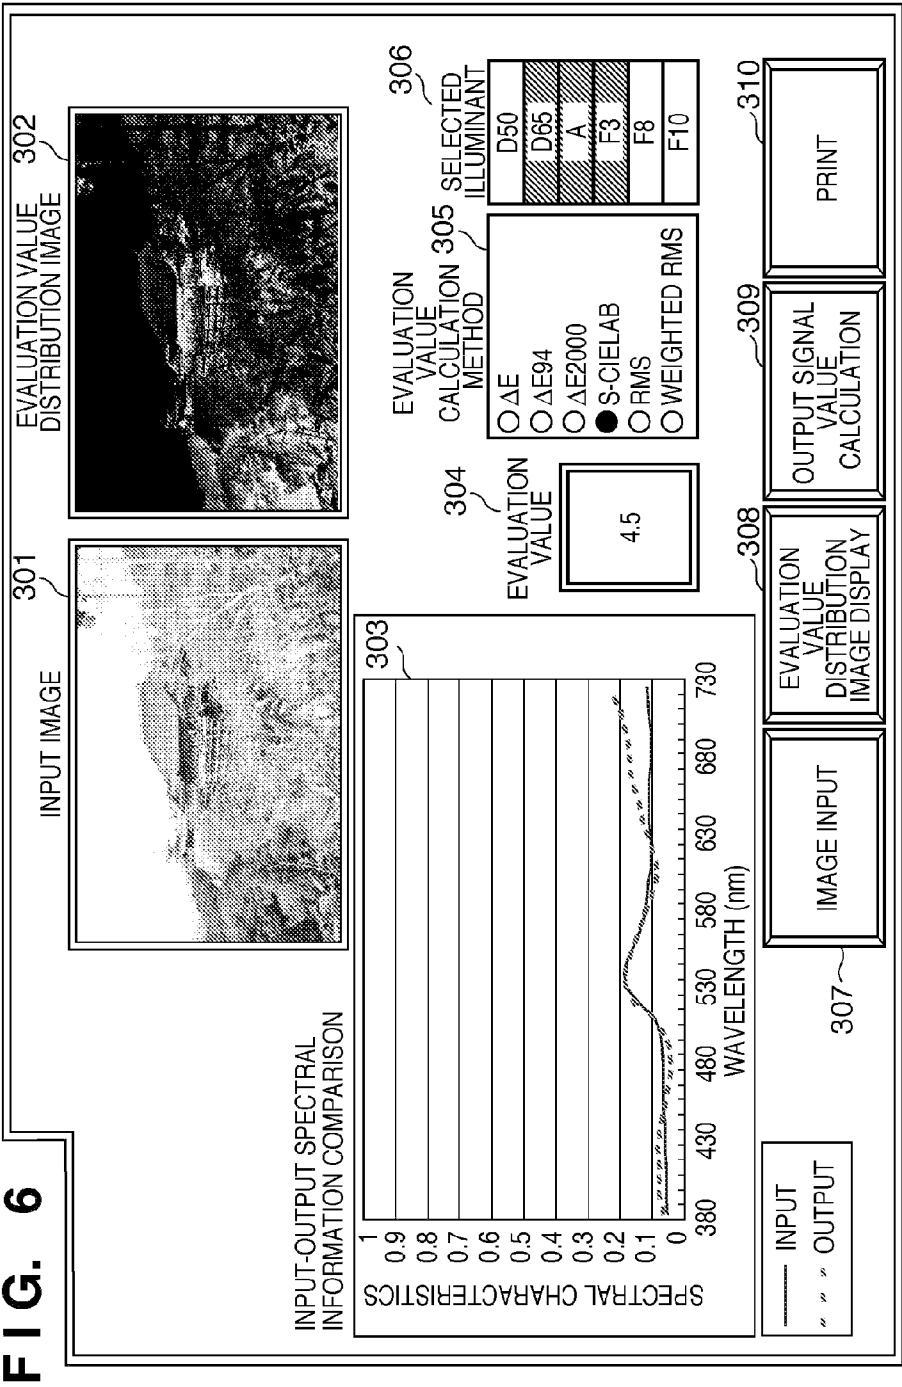 FIG. 6
INPUT IMAGE
301
EVALUATION VALUE
DISTRIBUTION IMAGE
302
INPUT-OUTPUT SPECTRAL
INFORMATION COMPARISON
303
SPECTRAL CHARACTERISTICS
1
0.9
0.8
0.7
0.6
0.5
0.4
0.3
0.2
0.1
0
380 430 480 530 580 630 680 730
WAVELENGTH (nm)
INPUT
OUTPUT
304
EVALUATION
VALUE
4.5
EVALUATION
VALUE
CALCULATION
METHOD
305
ΔE
ΔE94
ΔE2000
S-CIELAB
RMS
WEIGHTED RMS
306
SELECTED
ILLUMINANT
D50
D65
A
F3
F8
F10
307
IMAGE INPUT
308
EVALUATION
VALUE
DISTRIBUTION
IMAGE DISPLAY
309
OUTPUT SIGNAL
VALUE
CALCULATION
310
PRINT